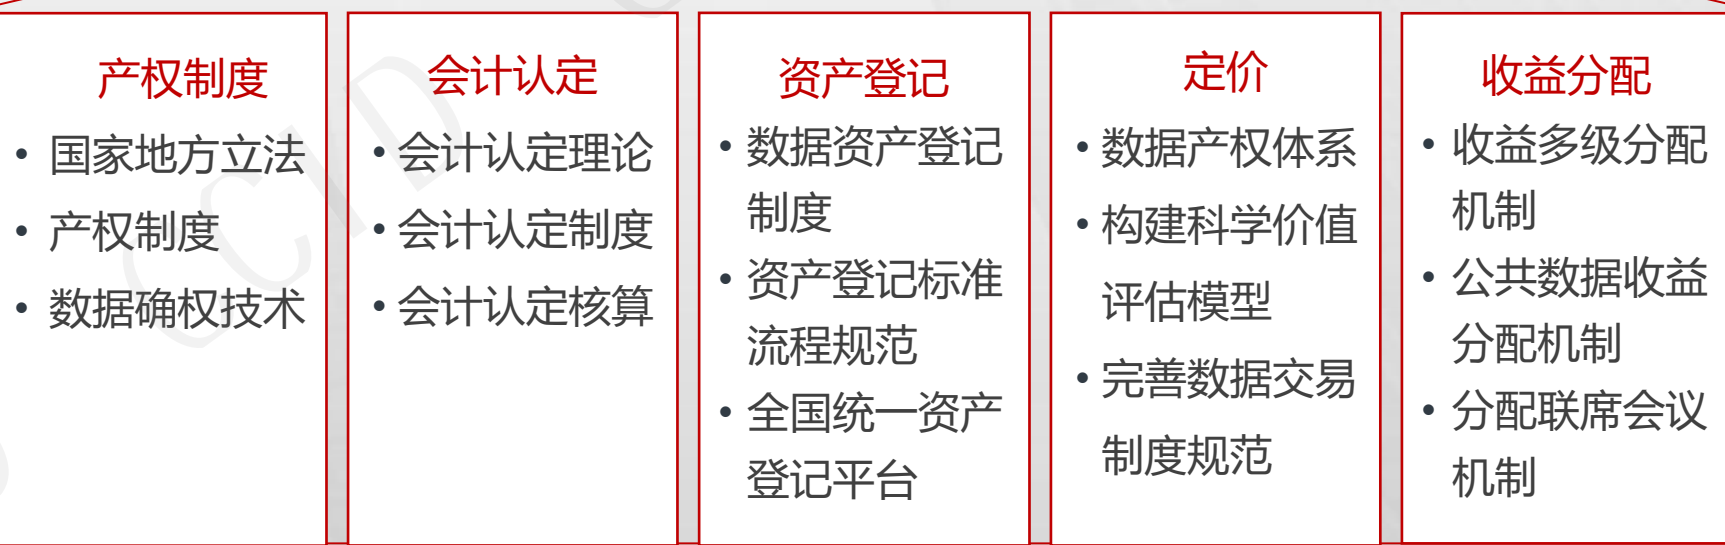 产权制度
• 国家地方立法
• 产权制度
• 数据确权技术
会计认定
• 会计认定理论
• 会计认定制度
• 会计认定核算
资产登记
• 数据资产登记
制度
• 资产登记标准
流程规范
• 全国统一资产
登记平台
定价
• 数据产权体系
• 构建科学价值
评估模型
• 完善数据交易
制度规范
收益分配
• 收益多级分配
机制
• 公共数据收益
分配机制
• 分配联席会议
机制
CCID